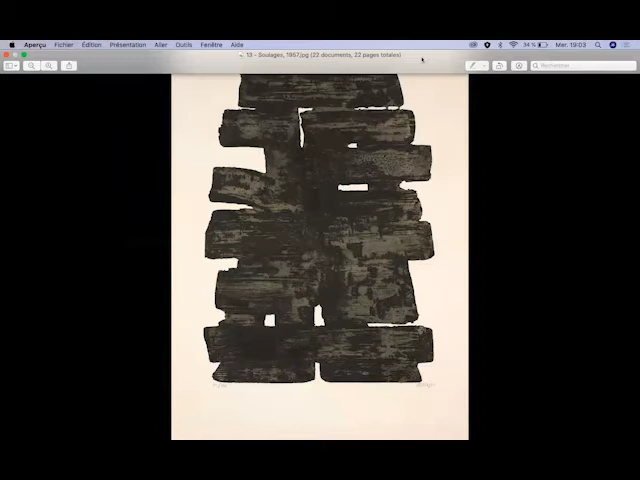 Aperçu Fichier Édition Présentation Aller Outils Fenêtre Aide 34 % Mar. 19:03
13 - Soulages, 1957.jpg (22 documents, 22 pages totales)
Rechercher